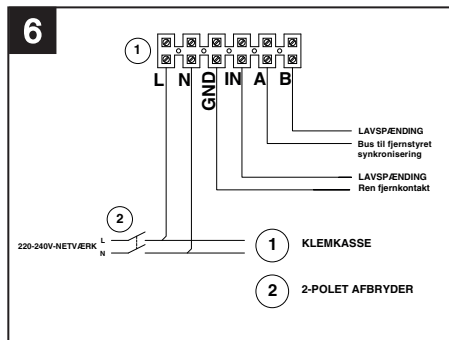 6
1
L N GND IN A B
LAVSPÆNDING
Bus til fjernstyret
synkronisering
LAVSPÆNDING
Ren fjernkontakt
2
220-240V-NETVÆRK L
N
1 KLEMKASSE
2 2-POLET AFBRYDER